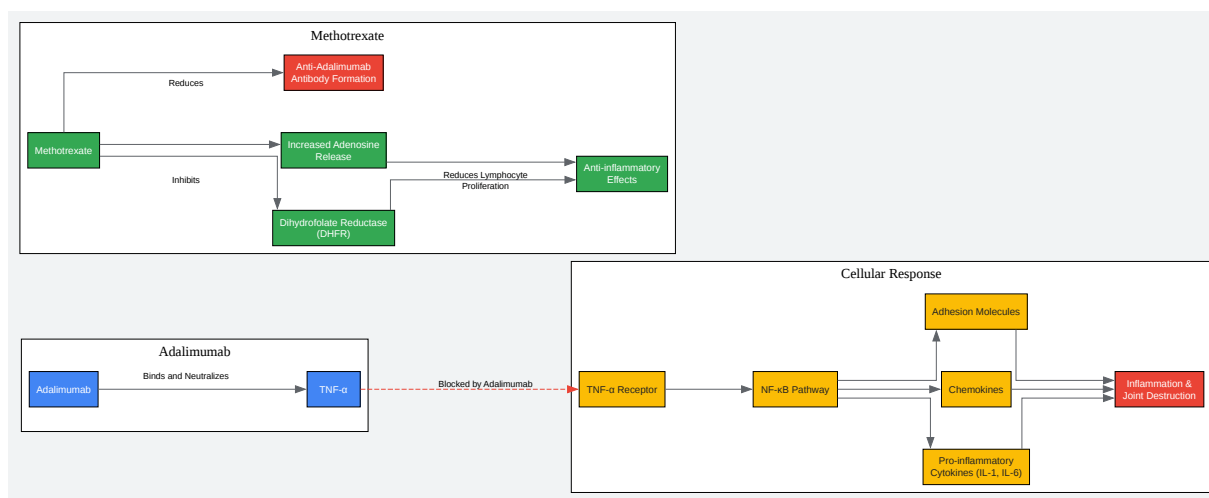 Methotrexate
Anti-Adalimumab
Antibody Formation
Reduces
Methotrexate
Increased Adenosine
Release
Anti-inflammatory
Effects
Inhibits
Reduces Lymphocyte
Proliferation
Dihydrofolate Reductase
(DHFR)
Cellular Response
Adhesion Molecules
Adalimumab
Adalimumab
Binds and Neutralizes
TNF-α
Blocked by Adalimumab
TNF-α Receptor
NF-κB Pathway
Chemokines
Inflammation &
Joint Destruction
Pro-inflammatory
Cytokines (IL-1, IL-6)